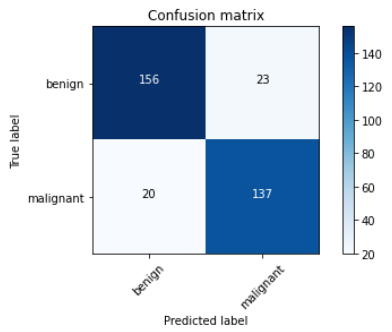 Confusion matrix
benign
malignant
True label
156
23
20
137
benign
malignant
Predicted label
140
120
100
80
60
40
20